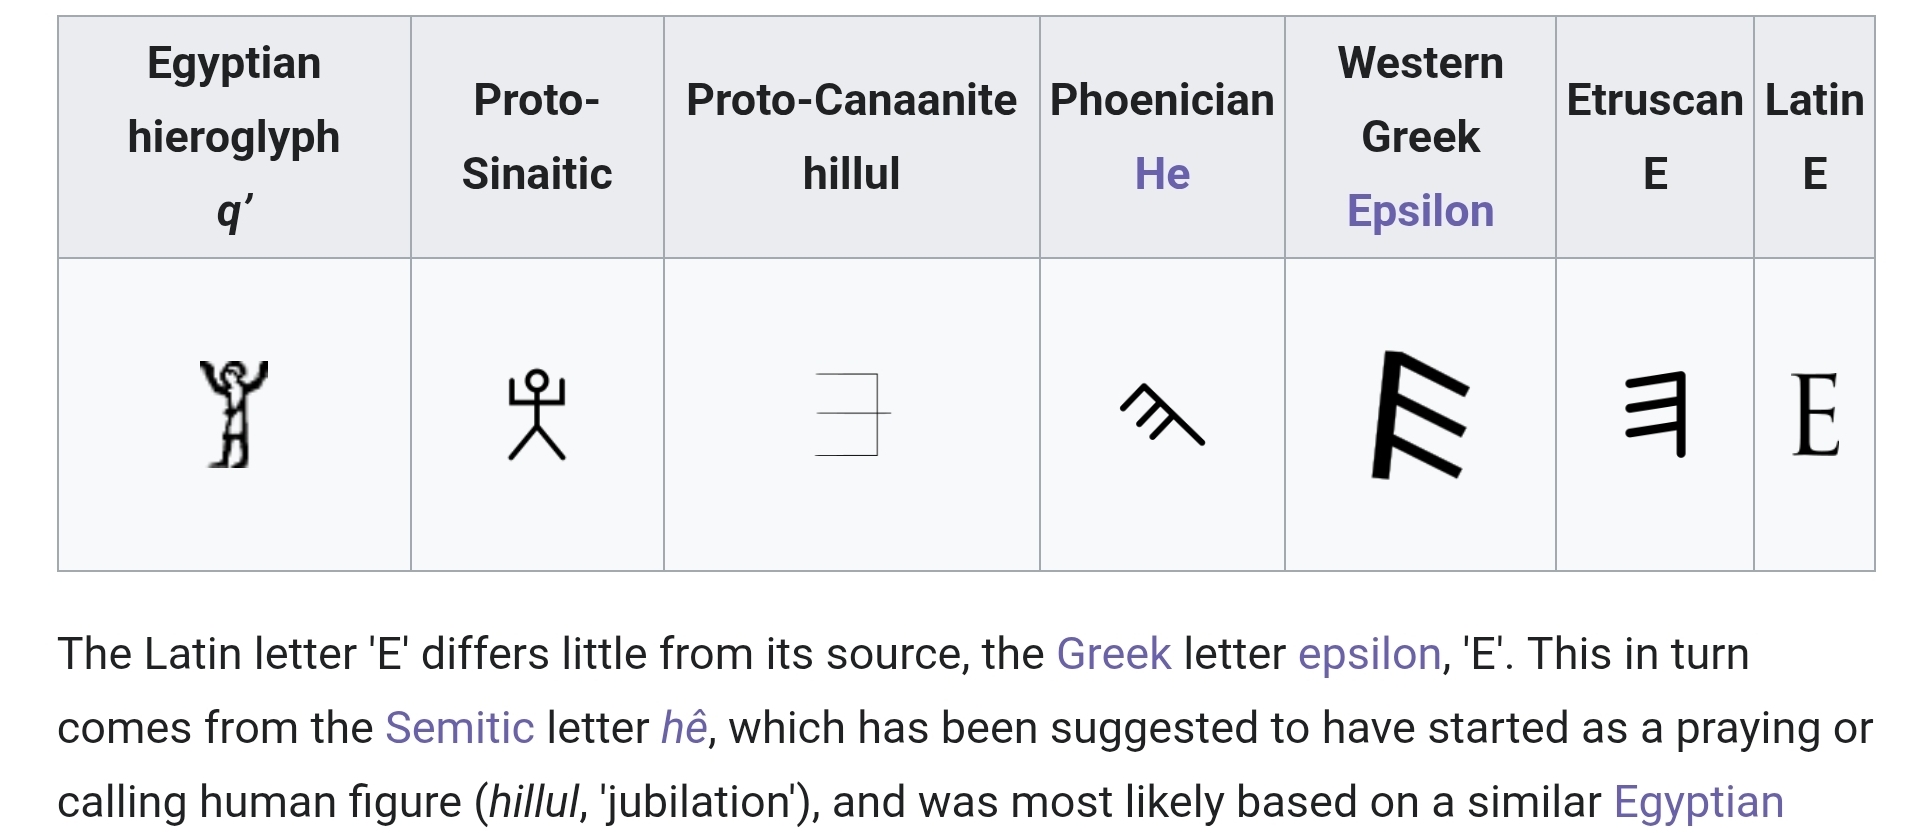 Egyptian hieroglyph q’
Proto-Sinaitic
Proto-Canaanite hillul
Phoenician He
Western Greek Epsilon
Etruscan E
Latin E
E
The Latin letter 'E' differs little from its source, the Greek letter epsilon, 'Ε'. This in turn
comes from the Semitic letter hê, which has been suggested to have started as a praying or
calling human figure (hillul, 'jubilation'), and was most likely based on a similar Egyptian